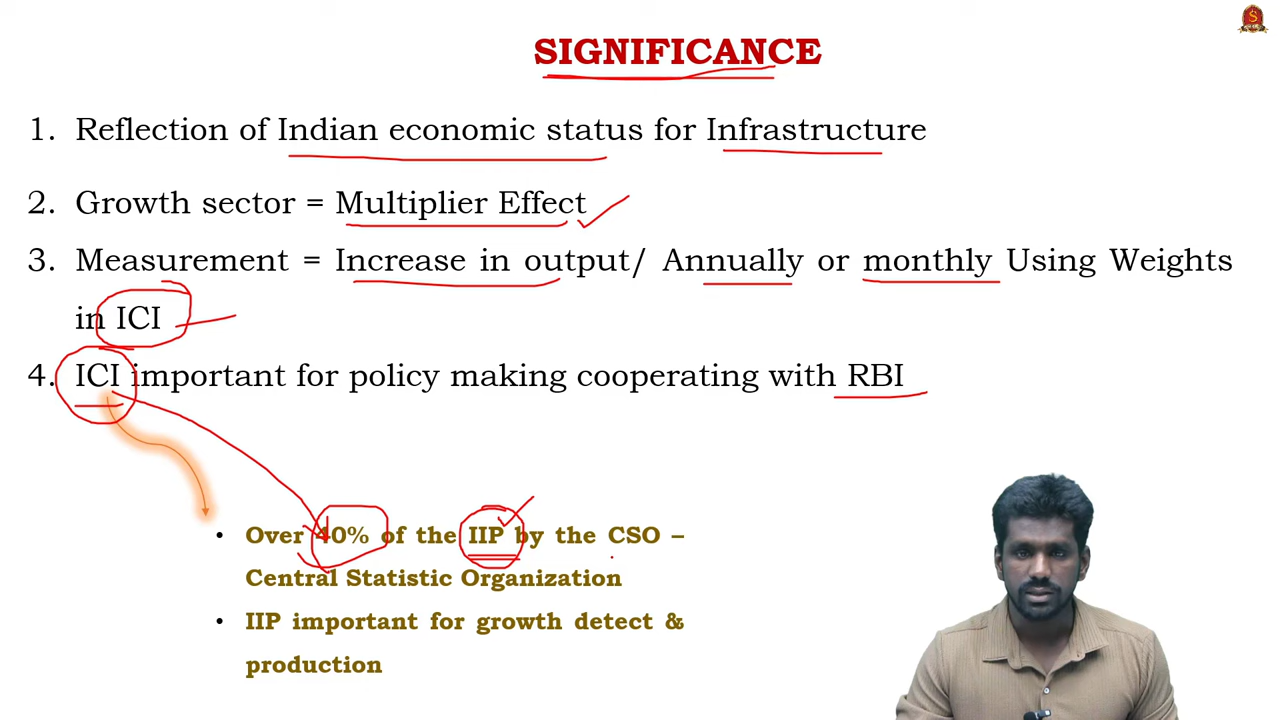 SIGNIFICANCE
1. Reflection of Indian economic status for Infrastructure
2. Growth sector = Multiplier Effect
3. Measurement = Increase in output/ Annually or monthly Using Weights
in ICI
4. ICI important for policy making cooperating with RBI
• Over 40% of the IIP by the CSO –
Central Statistic Organization
• IIP important for growth detect &
production